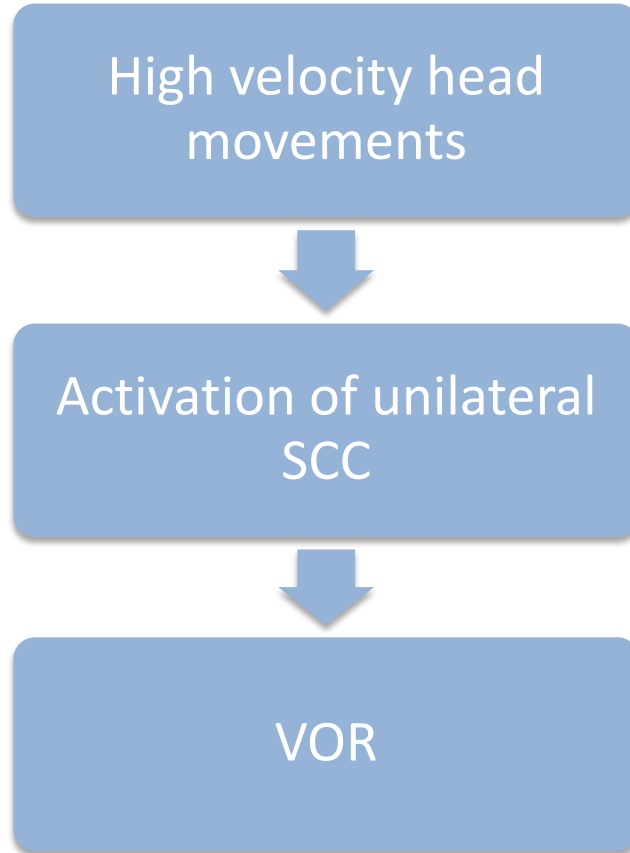 High velocity head
movements
Activation of unilateral
SCC
VOR